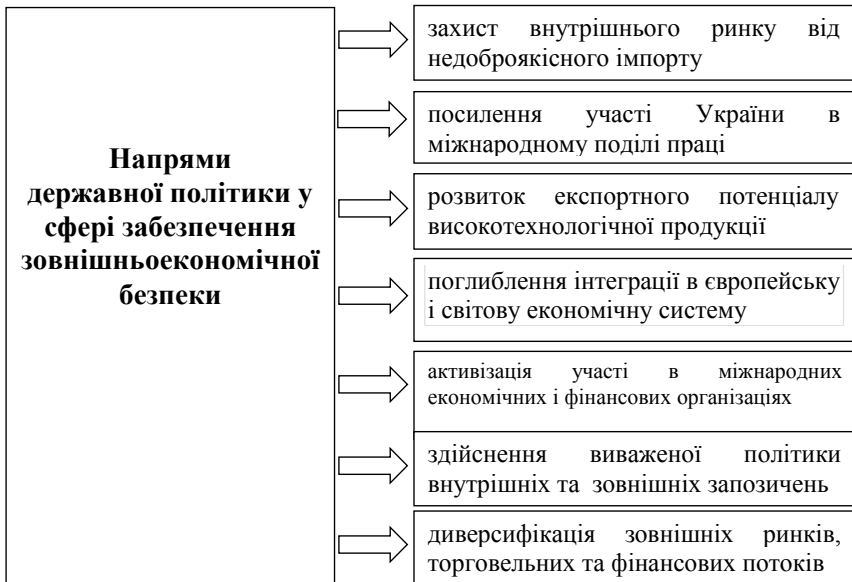 Напрями
державної політики у
сфері забезпечення
зовнішньоекономічної
безпеки
захист внутрішнього ринку від
недоброякісного імпорту
посилення участі України в
міжнародному поділі праці
розвиток експортного потенціалу
високотехнологічної продукції
поглиблення інтеграції в європейську
і світову економічну систему
активізація участі в міжнародних
економічних і фінансових організаціях
здійснення виваженої політики
внутрішніх та зовнішніх запозичень
диверсифікація зовнішніх ринків,
торговельних та фінансових потоків